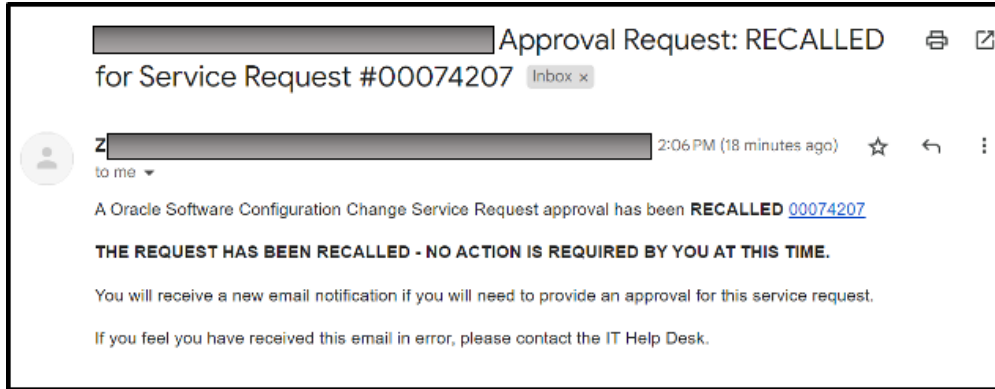 Approval Request: RECALLED
for Service Request #00074207 Inbox x
Z 2:06 PM (18 minutes ago)
to me
A Oracle Software Configuration Change Service Request approval has been RECALLED 00074207
THE REQUEST HAS BEEN RECALLED - NO ACTION IS REQUIRED BY YOU AT THIS TIME.
You will receive a new email notification if you will need to provide an approval for this service request.
If you feel you have received this email in error, please contact the IT Help Desk.